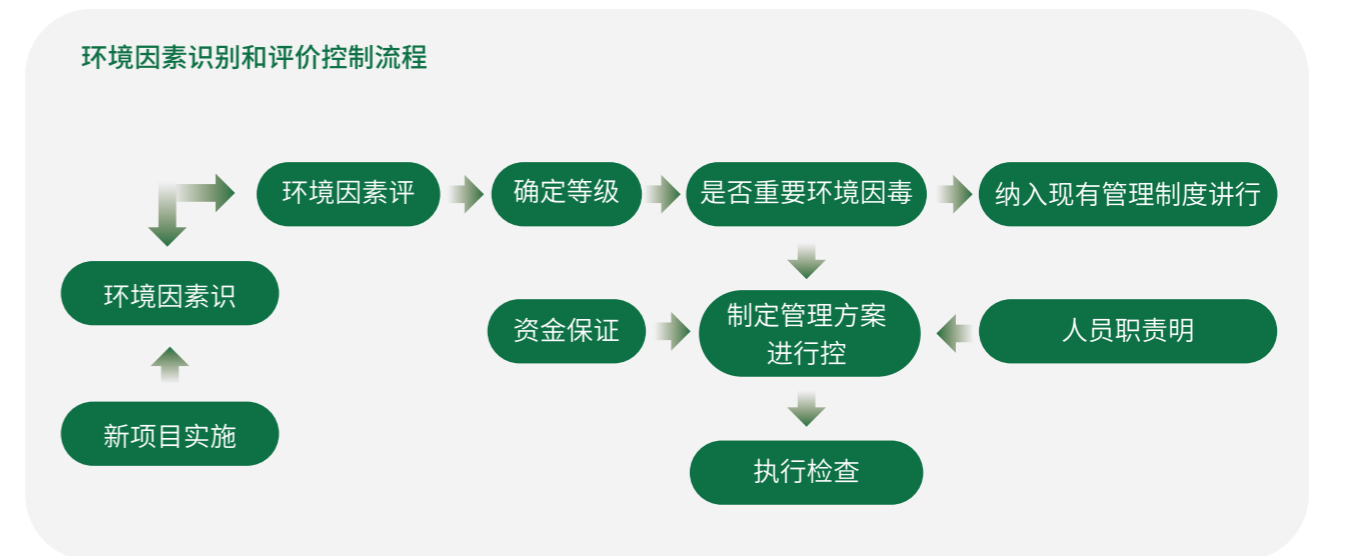 环境因素识别和评价控制流程
环境因素评
确定等级
是否重要环境因毒
纳入现有管理制度讲行
环境因素识
资金保证
制定管理方案
进行控
人员职责明
新项目实施
执行检查